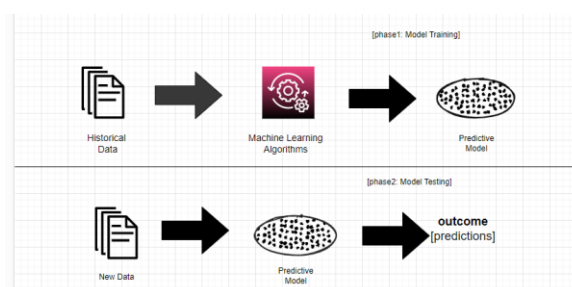 [phase1: Model Training]
Historical
Data
Machine Learning
Algorithms
Predictive
Model
[phase2: Model Testing]
New Data
Predictive
Model
outcome
[predictions]